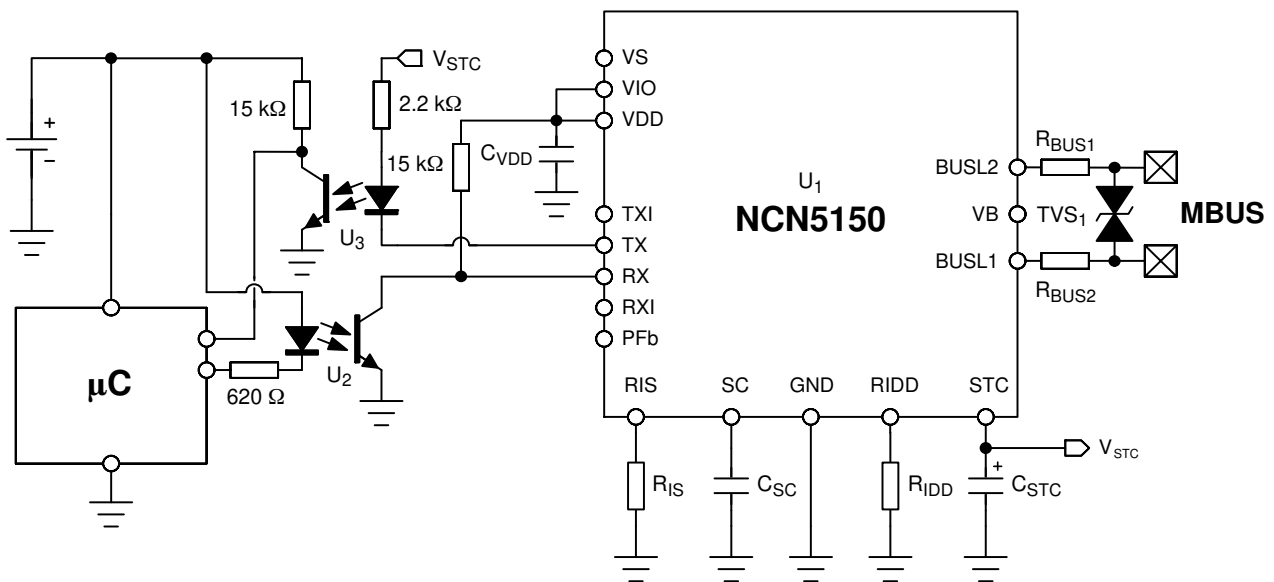 VS
VSTC
VIO
15 kΩ
2.2 kΩ
VDD
+
−
15 kΩ
CVDD
RBUS1
BUSL2
U1
NCN5150
TXI
VB
TVS1
MBUS
U3
TX
RX
BUSL1
RXI
RBUS2
PFb
U2
μC
620 Ω
RIS
SC
GND
RIDD
STC
VSTC
+
RIS
CSC
RIDD
CSTC